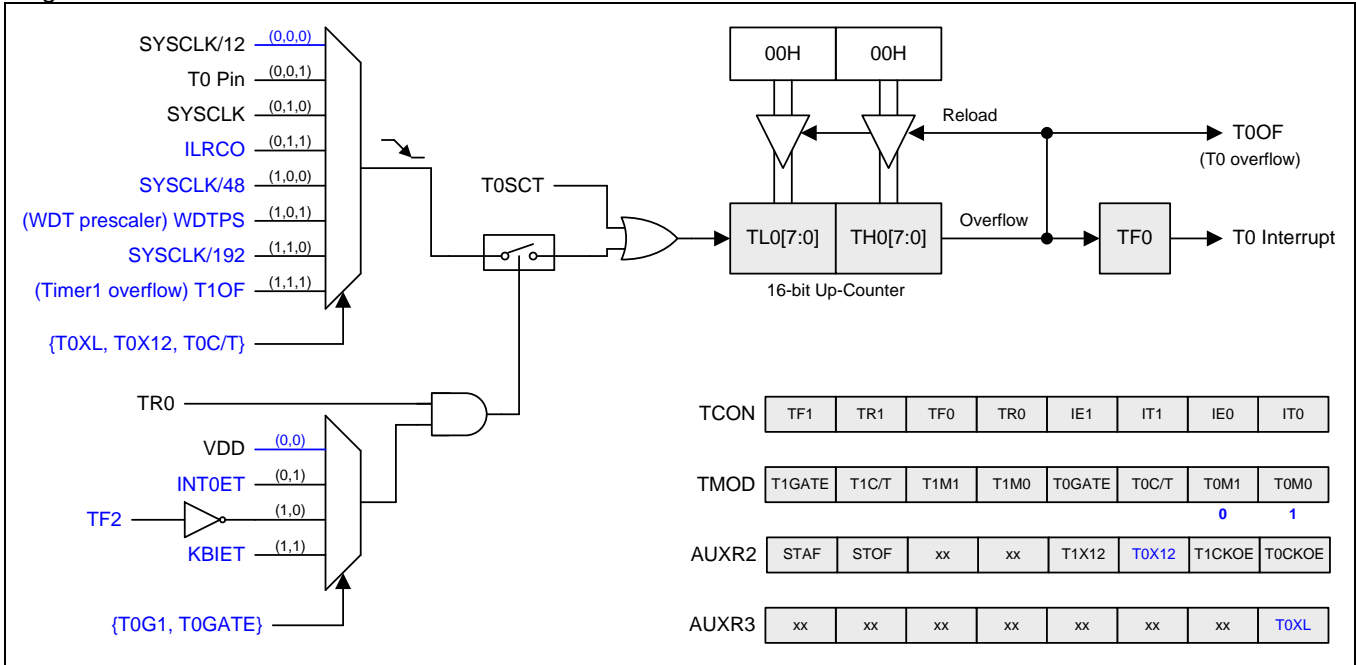 SYSCLK/12 (0,0,0)
T0 Pin (0,0,1)
SYSCLK (0,1,0)
ILRCO (0,1,1)
SYSCLK/48 (1,0,0)
(WDT prescaler) WDTPS (1,0,1)
SYSCLK/192 (1,1,0)
(Timer1 overflow) T1OF (1,1,1)
{T0XL, T0X12, T0C/T}
T0SCT
00H 00H
Reload
T0OF
(T0 overflow)
TL0[7:0] TH0[7:0]
Overflow
TF0
T0 Interrupt
16-bit Up-Counter
TR0
VDD (0,0)
INT0ET (0,1)
TF2 (1,0)
KBIET (1,1)
{T0G1, T0GATE}
TCON TF1 TR1 TF0 TR0 IE1 IT1 IE0 IT0
TMOD T1GATE T1C/T T1M1 T1M0 T0GATE T0C/T T0M1 T0M0
0 1
AUXR2 STAF STOF xx xx T1X12 T0X12 T1CKOE T0CKOE
AUXR3 xx xx xx xx xx xx xx T0XL